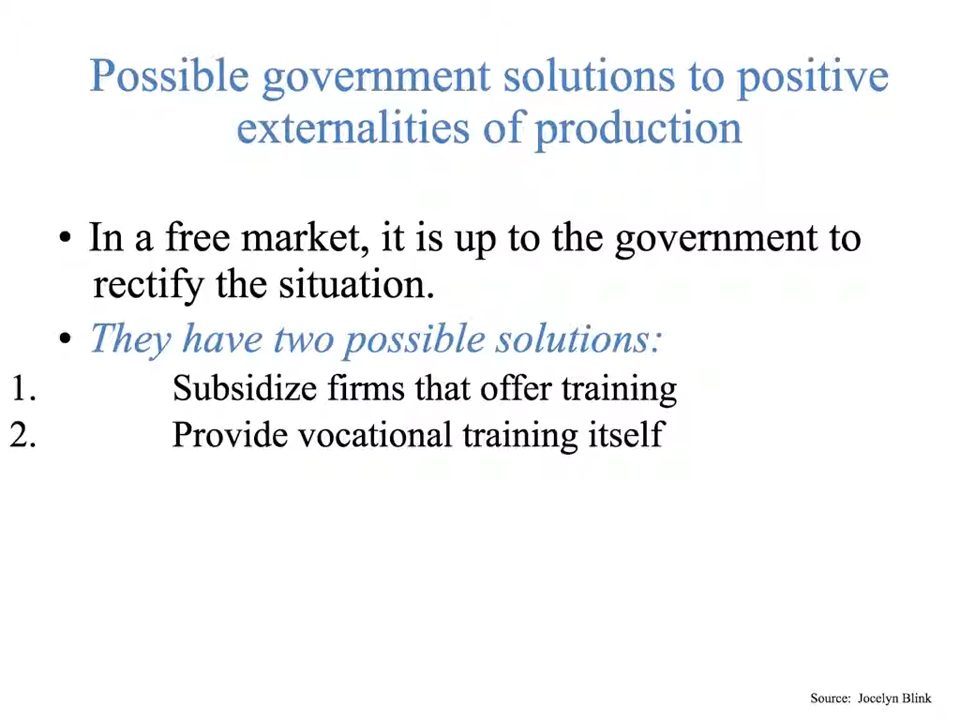 Possible government solutions to positive
externalities of production
• In a free market, it is up to the government to
rectify the situation.
• They have two possible solutions:
1. Subsidize firms that offer training
2. Provide vocational training itself
Source: Jocelyn Blink